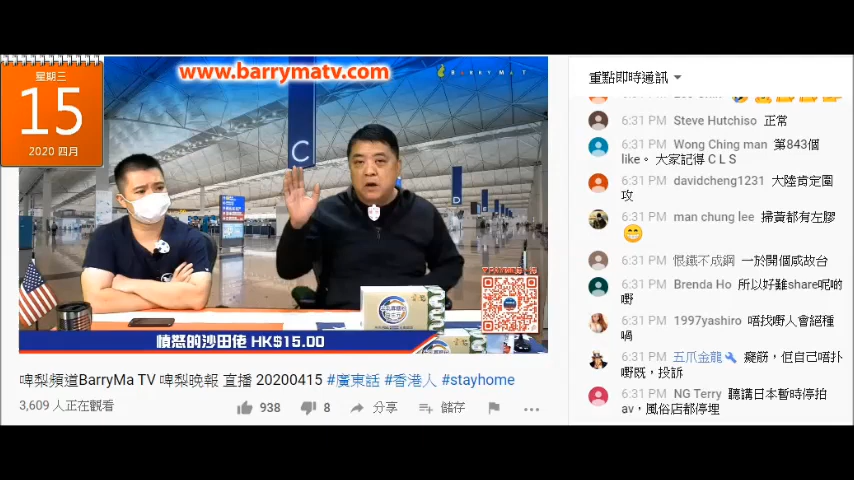 星期三
15
2020 四月
www.barrymatv.com
BARRYMAT
C
D
憤怒的沙田佬 HK$15.00
啤梨頻道BarryMa TV 啤梨晚報 直播 20200415 #廣東話 #香港人 #stayhome
3,609 人正在觀看
938
8
分享
儲存
重點即時通訊
6:31 PM Steve Hutchiso 正常
6:31 PM Wong Ching man 第843個
like。 大家記得 C L S
6:31 PM davidcheng1231 大陸肯定圍
攻
6:31 PM man chung lee 掃黃都有左膠
6:31 PM 恨鐵不成鋼 一於開個咸故台
6:31 PM Brenda Ho 所以好難share呢啲
嘢
6:31 PM 1997yashiro 唔找嘢人會絕種
喎
6:31 PM 五爪金龍 癡筋，佢自己唔扑
嘢既，投訴
6:31 PM NG Terry 聽講日本暫時停拍
av，風俗店都停埋